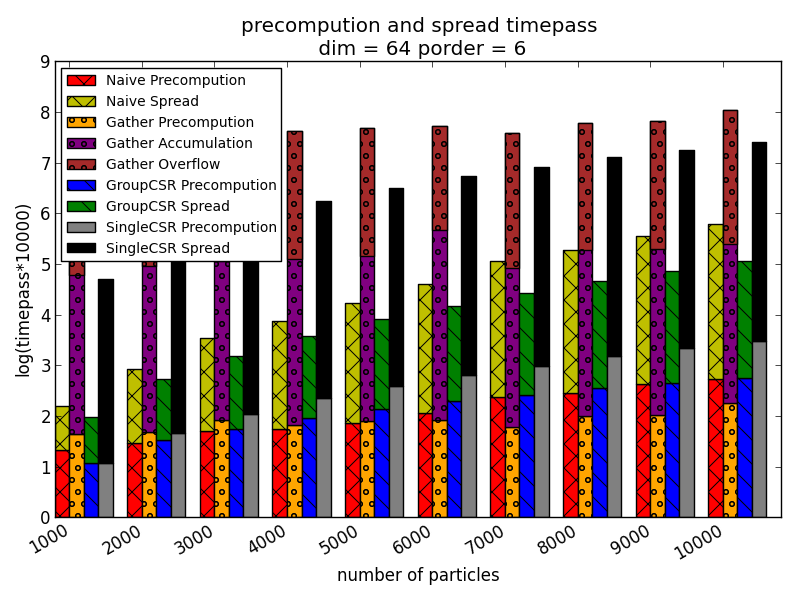 precompution and spread timepass
dim = 64 porder = 6
log(timepass*10000)
9
8
7
6
5
4
3
2
1
0
Naive Precompution
Naive Spread
Gather Precompution
Gather Accumulation
Gather Overflow
GroupCSR Precompution
GroupCSR Spread
SingleCSR Precompution
SingleCSR Spread
1000
2000
3000
4000
5000
6000
7000
8000
9000
10000
number of particles